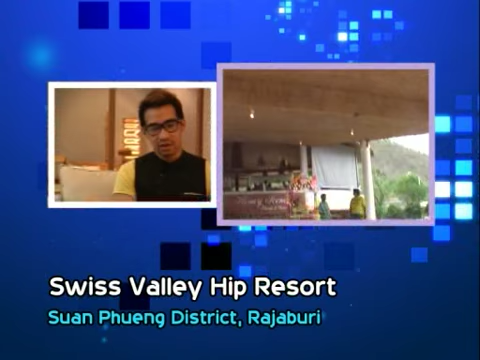 Swiss Valley Hip Resort
Suan Phueng District, Rajaburi